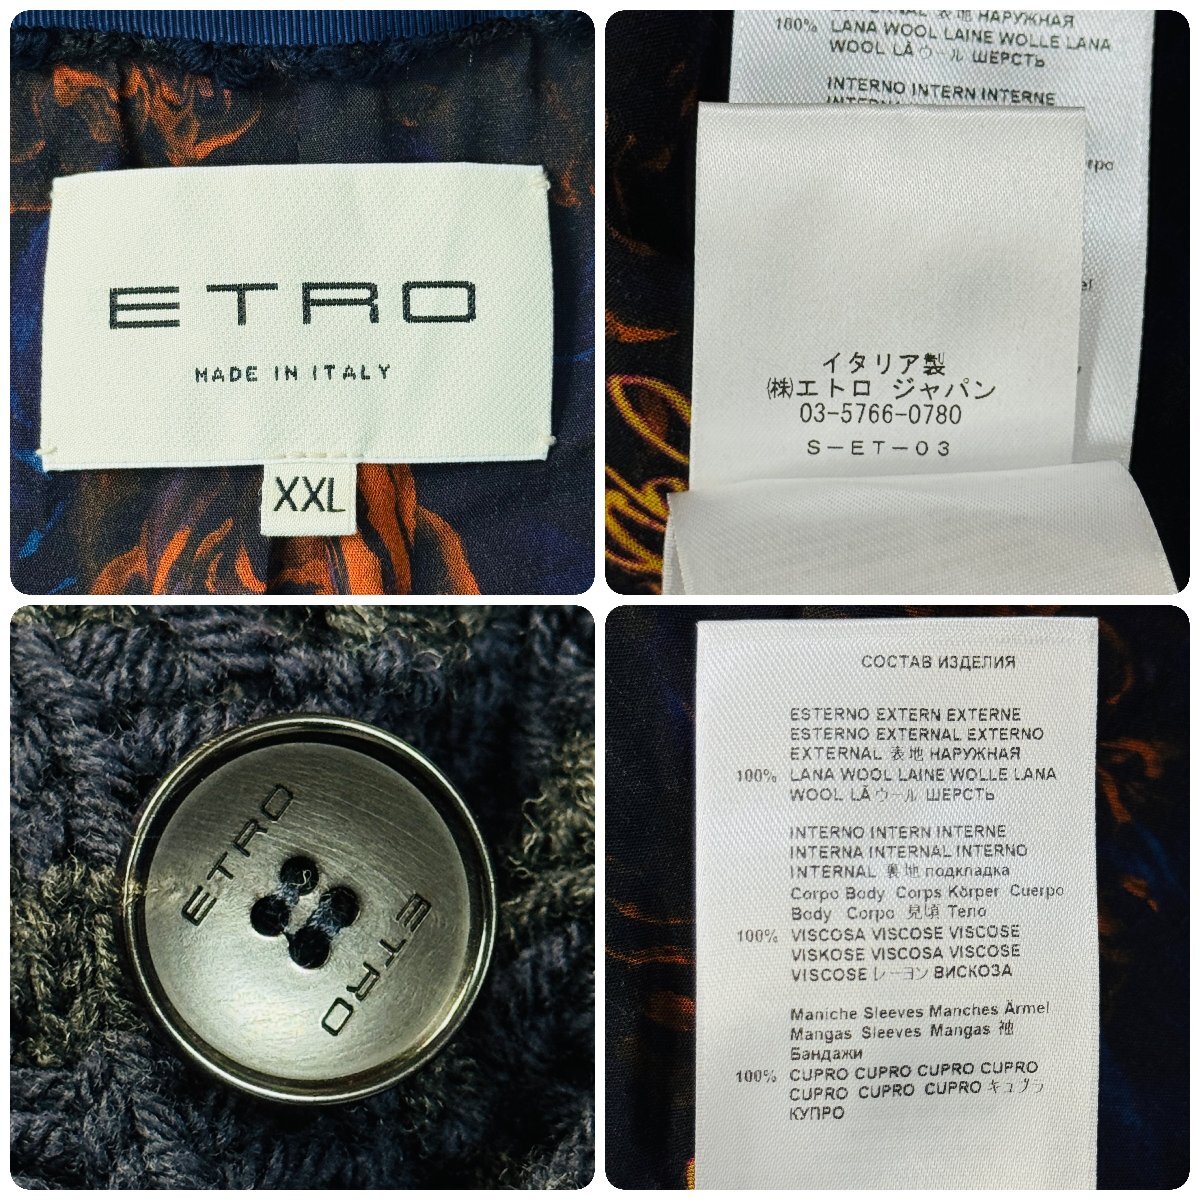 ETRO
MADE IN ITALY
XXL
EXTERNAL 表地 НАРУЖНАЯ
100% LANA WOOL LAINE WOLLE LANA
WOOL LÃ ウール ШЕРСТЬ
INTERNO INTERN INTERNE
イタリア製
㈱エトロ ジャパン
03-5766-0780
S-ET-03
ETRO
ETRO
СОСТАВ ИЗДЕЛИЯ
ESTERNO EXTERN EXTERNE
ESTERNO EXTERNAL EXTERNO
EXTERNAL 表地 НАРУЖНАЯ
100% LANA WOOL LAINE WOLLE LANA
WOOL LÃ ウール ШЕРСТЬ
INTERNO INTERN INTERNE
INTERNA INTERNAL INTERNO
INTERNAL 裏地 подкладка
Corpo Body Corps Körper Cuerpo
Body Corpo 見頃 Тело
100% VISCOSA VISCOSE VISCOSE
VISKOSE VISCOSA VISCOSE
VISCOSE レーヨン ВИСКОЗА
Maniche Sleeves Manches Ärmel
Mangas Sleeves Mangas 袖
Бандажи
100% CUPRO CUPRO CUPRO CUPRO
CUPRO CUPRO CUPRO キュプラ
КУПРО